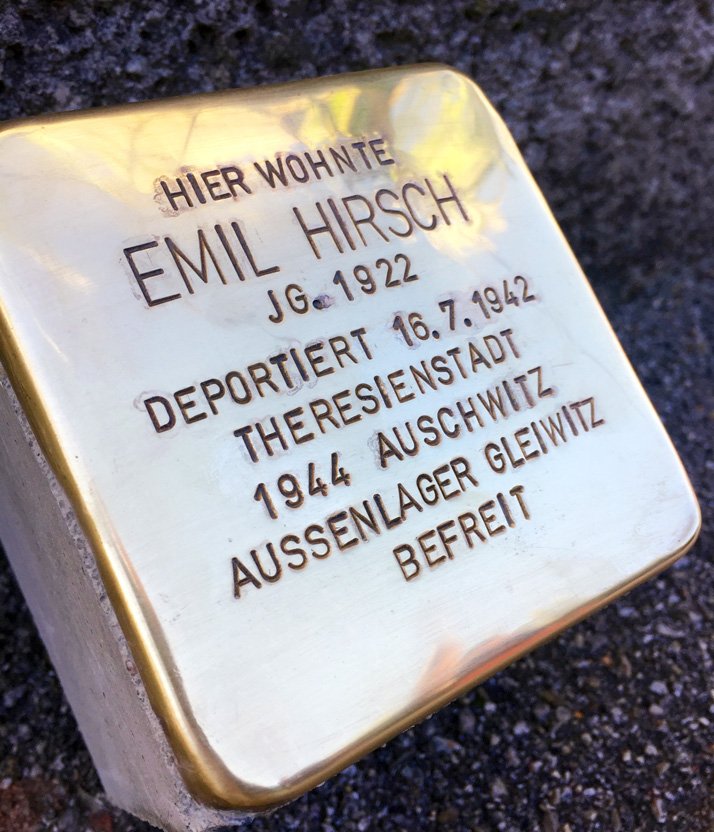 HIER WOHNTE
EMIL HIRSCH
JG. 1922
DEPORTIERT 16.7.1942
THERESIENSTADT
1944 AUSCHWITZ
AUSSENLAGER GLEIWITZ
BEFREIT